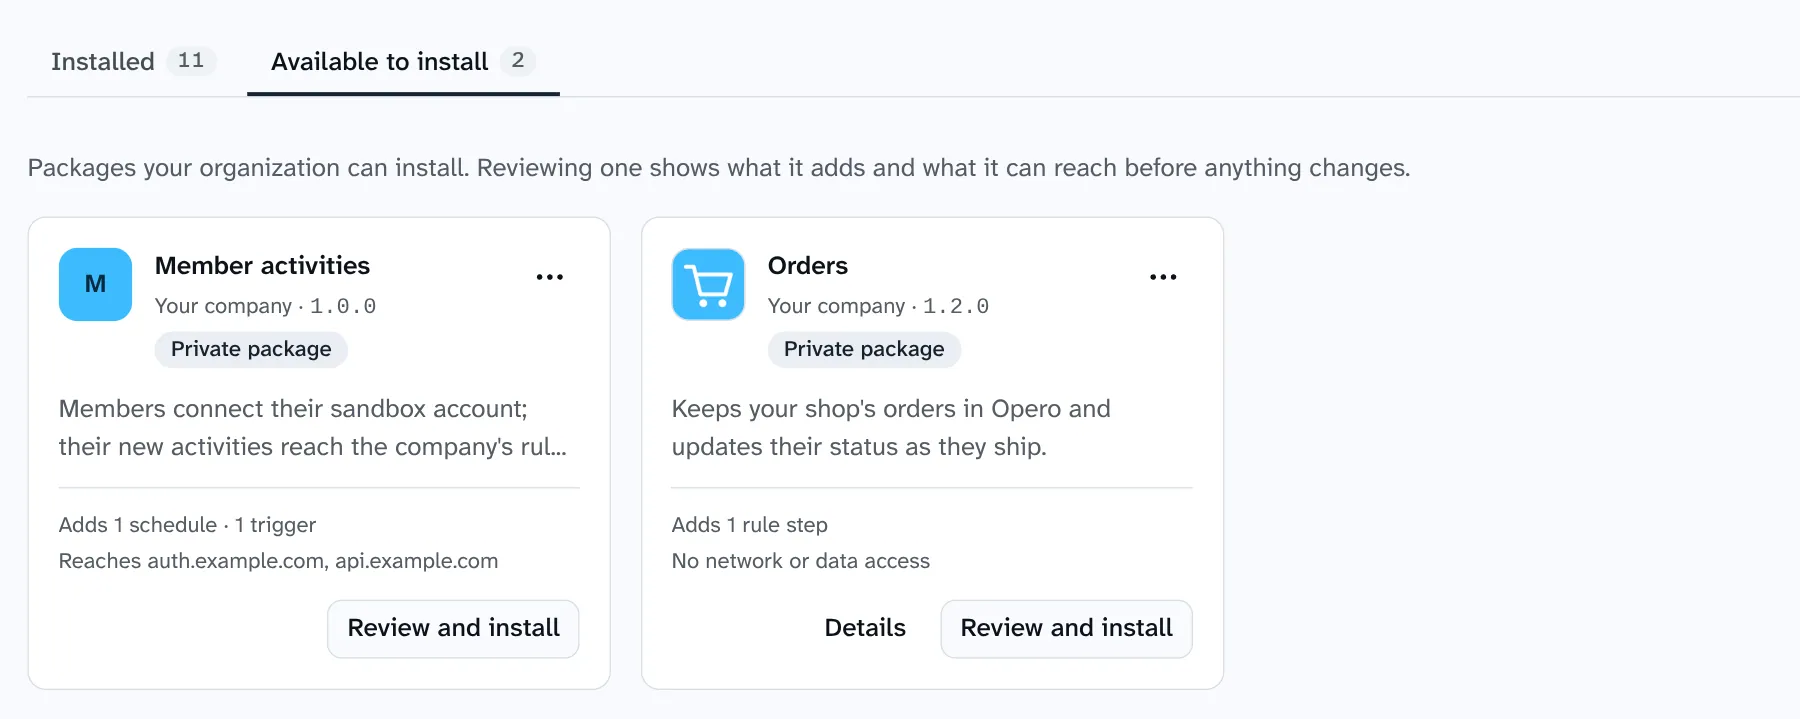 Installed 11 Available to install 2
Packages your organization can install. Reviewing one shows what it adds and what it can reach before anything changes.
M
Member activities
Your company · 1.0.0
Private package
Members connect their sandbox account;
their new activities reach the company's rul...
Adds 1 schedule · 1 trigger
Reaches auth.example.com, api.example.com
Review and install
Orders
Your company · 1.2.0
Private package
Keeps your shop's orders in Opero and
updates their status as they ship.
Adds 1 rule step
No network or data access
Details Review and install